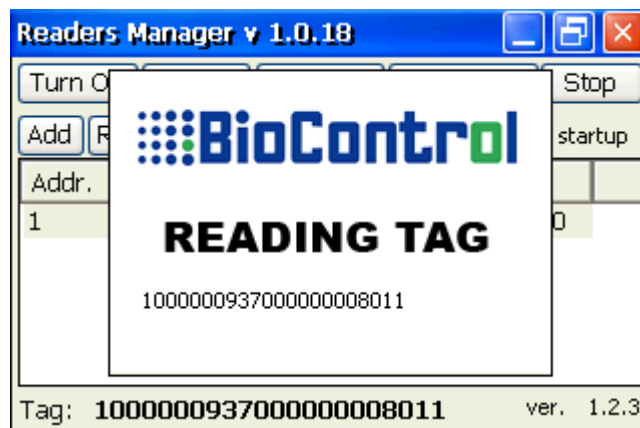 Readers Manager v 1.0.18
Turn O Stop
Add R startup
Addr.
1 0
BioControl
READING TAG
1000000937000000008011
Tag: 1000000937000000008011 ver. 1.2.3